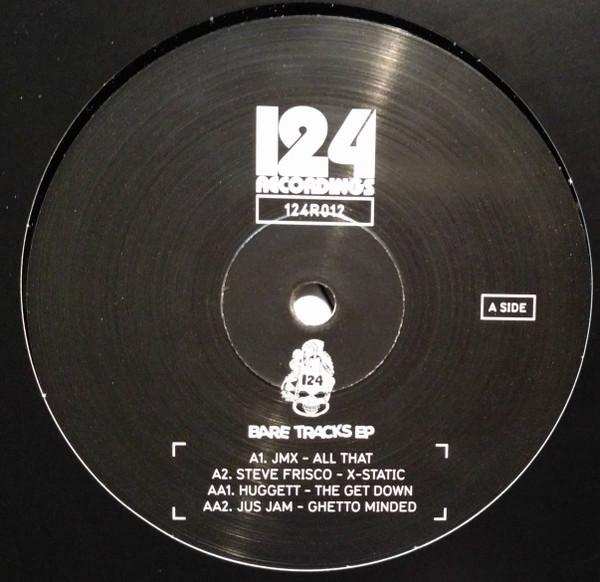 124
RECORDINGS
124R012
A SIDE
124
BARE TRACKS EP
A1. JMX - ALL THAT
A2. STEVE FRISCO - X-STATIC
AA1. HUGGETT - THE GET DOWN
AA2. JUS JAM - GHETTO MINDED